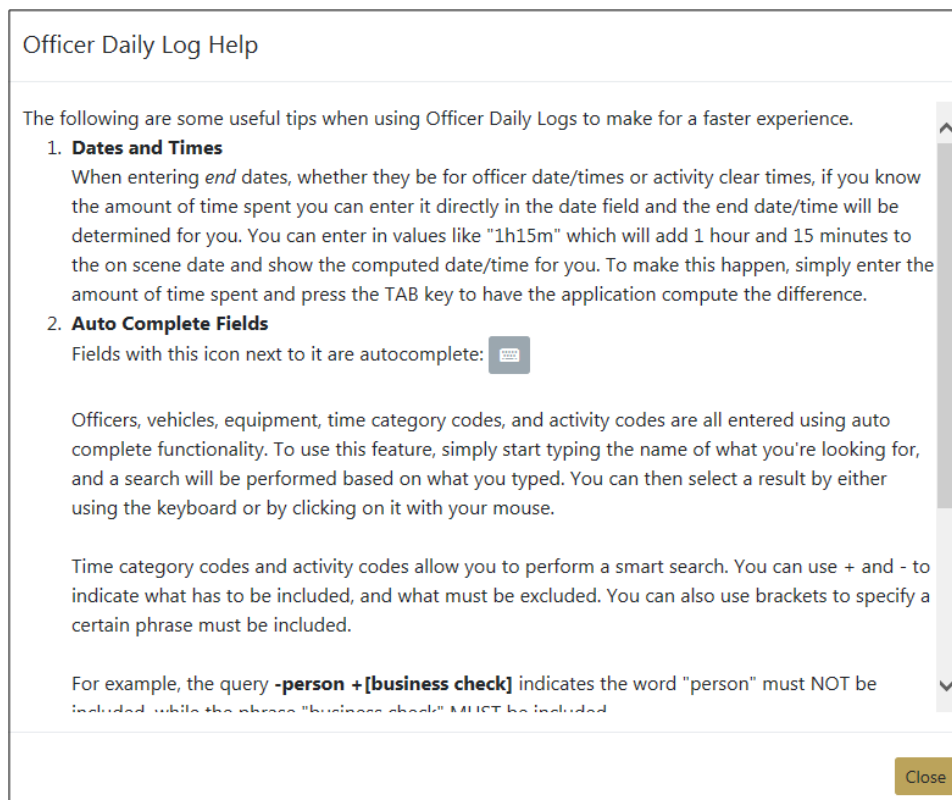 Officer Daily Log Help
The following are some useful tips when using Officer Daily Logs to make for a faster experience.
1. Dates and Times
When entering end dates, whether they be for officer date/times or activity clear times, if you know
the amount of time spent you can enter it directly in the date field and the end date/time will be
determined for you. You can enter in values like "1h15m" which will add 1 hour and 15 minutes to
the on scene date and show the computed date/time for you. To make this happen, simply enter the
amount of time spent and press the TAB key to have the application compute the difference.
2. Auto Complete Fields
Fields with this icon next to it are autocomplete:
Officers, vehicles, equipment, time category codes, and activity codes are all entered using auto
complete functionality. To use this feature, simply start typing the name of what you're looking for,
and a search will be performed based on what you typed. You can then select a result by either
using the keyboard or by clicking on it with your mouse.
Time category codes and activity codes allow you to perform a smart search. You can use + and - to
indicate what has to be included, and what must be excluded. You can also use brackets to specify a
certain phrase must be included.
For example, the query -person +[business check] indicates the word "person" must NOT be
included, while the phrase "business check" MUST be included.
Close